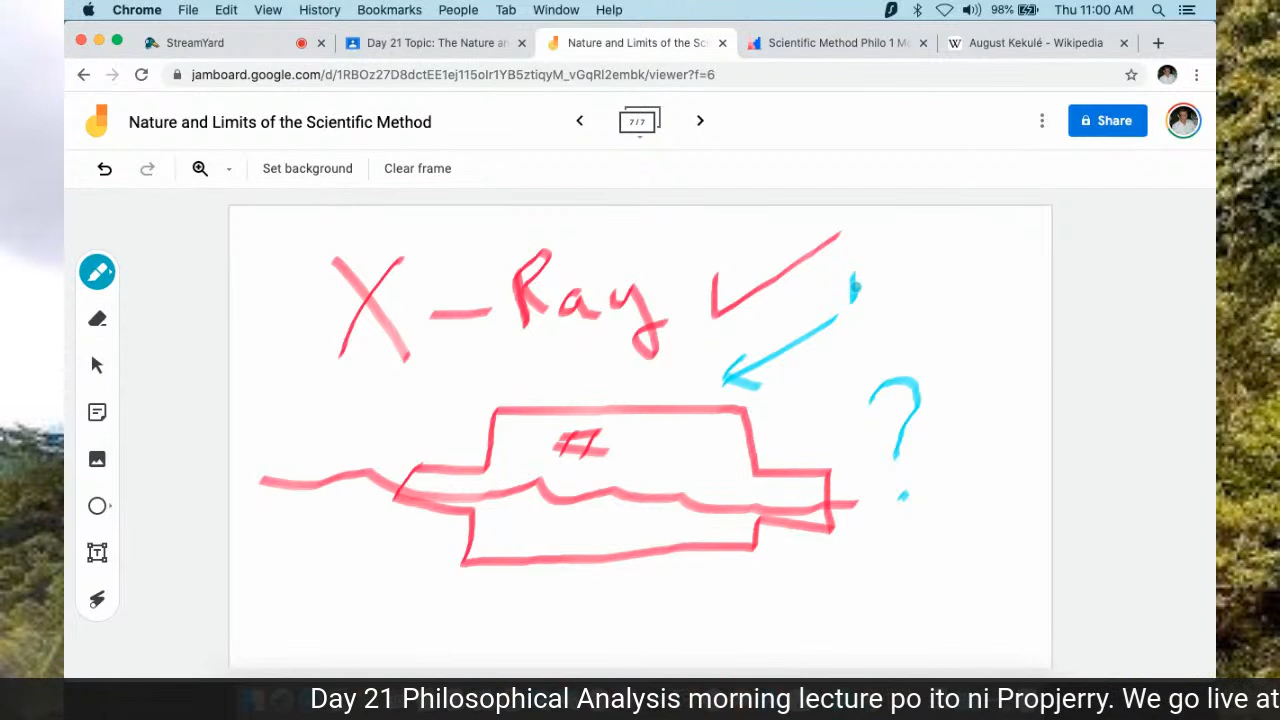 Chrome File Edit View History Bookmarks People Tab Window Help 98% Thu 11:00 AM
StreamYard Day 21 Topic: The Nature an Nature and Limits of the Sc Scientific Method Philo 1 M August Kekulé - Wikipedia
jamboard.google.com/d/1RBOz27D8dctEE1ej115oIr1YB5ztiqyM_vGqRl2embk/viewer?f=6
Nature and Limits of the Scientific Method 7/7 Share
Set background Clear frame
X-Ray
?
Day 21 Philosophical Analysis morning lecture po ito ni Propjerry. We go live at